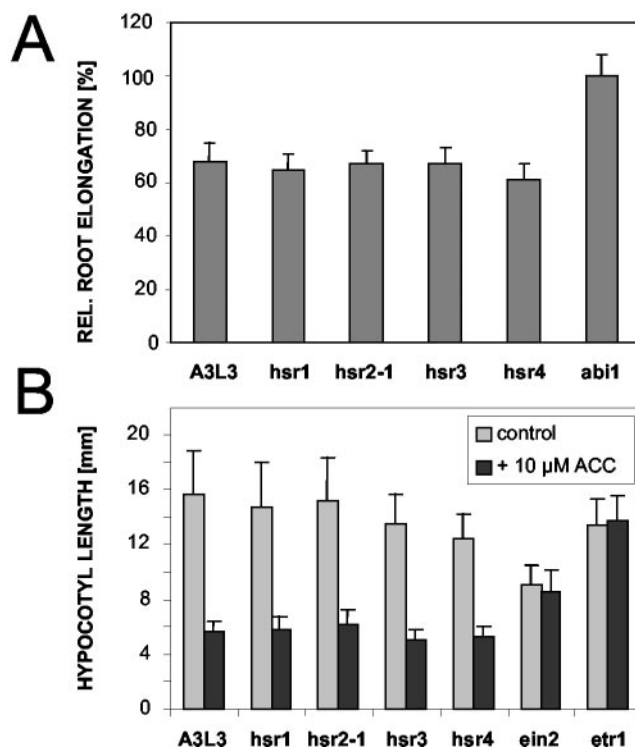 A
REL. ROOT ELONGATION [%]
120
100
80
60
40
20
0
A3L3 hsr1 hsr2-1 hsr3 hsr4 abi1
B
HYPOCOTYL LENGTH [mm]
20
16
12
8
4
0
control
+ 10 µM ACC
A3L3 hsr1 hsr2-1 hsr3 hsr4 ein2 etr1